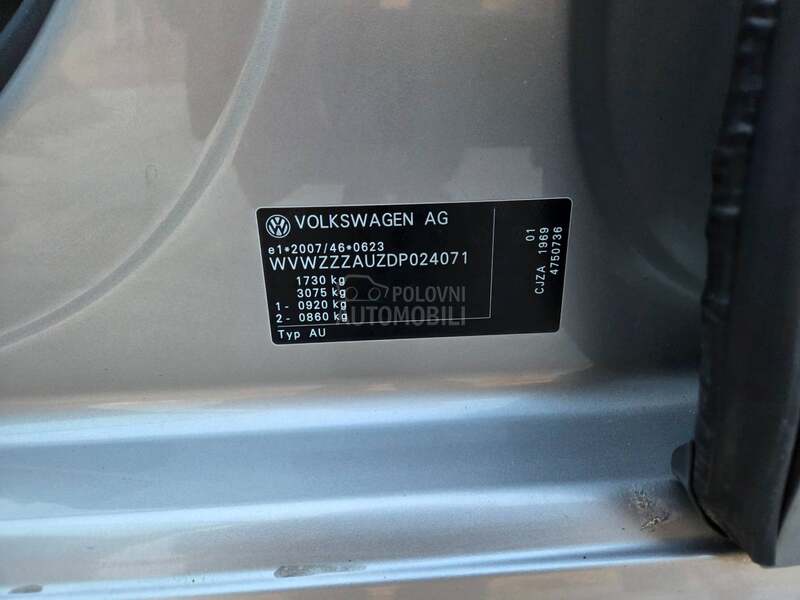 VOLKSWAGEN AG
e1*2007/46*0623
WVWZZZAUZDP024071
1730 kg
3075 kg
1- 0920 kg
2- 0860 kg
Typ AU
01
CJZA 1969
4750736
POLOVNI
AUTOMOBILI